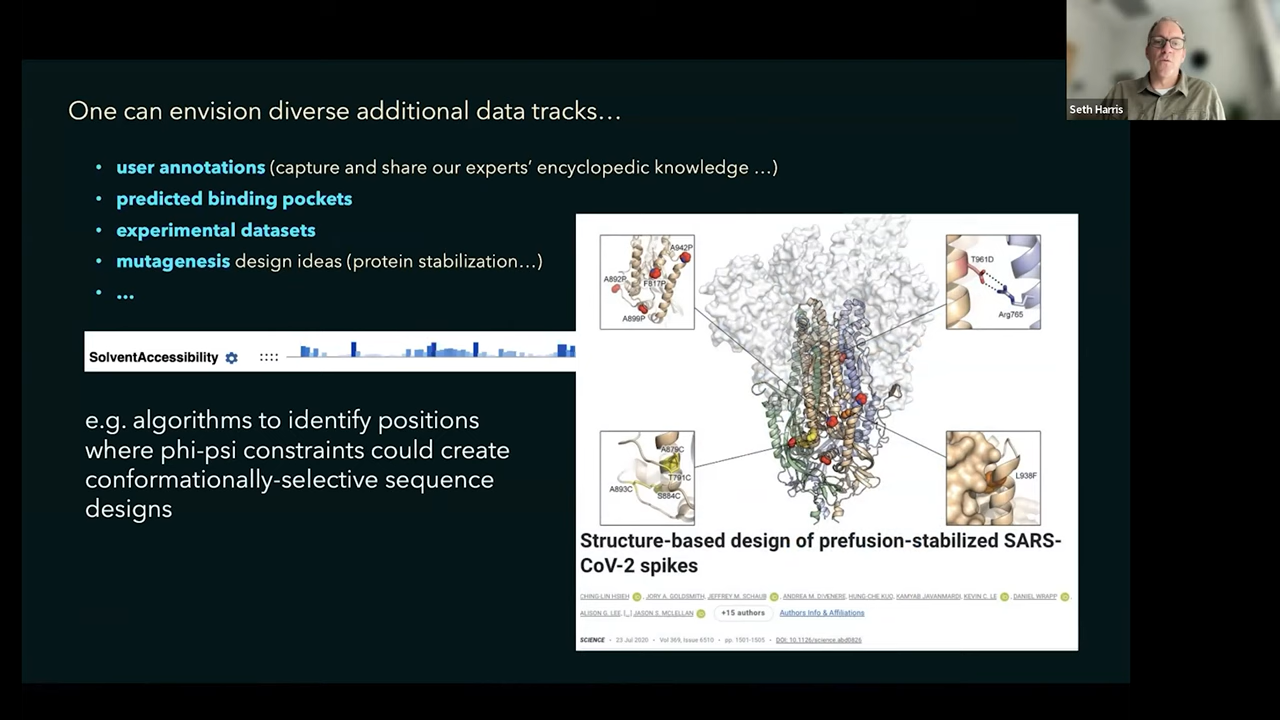 Seth Harris
One can envision diverse additional data tracks…
• user annotations (capture and share our experts’ encyclopedic knowledge …)
• predicted binding pockets
• experimental datasets
• mutagenesis design ideas (protein stabilization…)
• …
SolventAccessibility
e.g. algorithms to identify positions
where phi-psi constraints could create
conformationally-selective sequence
designs
A942P
A892P
F817P
A899P
T961D
Arg765
A879C
T791C
A893C
S884C
L938F
Structure-based design of prefusion-stabilized SARS-
CoV-2 spikes
CHING-LIN HSIEH, JORY A. GOLDSMITH, JEFFREY M. SCHAUB, ANDREA M. DIVENERE, HUNG-CHE KUO, KAMYAB JAVANMARDI, KEVIN C. LE, DANIEL WRAPP,
ALISON G. LEE, [...] JASON S. MCLELLAN +15 authors Authors Info & Affiliations
SCIENCE • 23 Jul 2020 • Vol 369, Issue 6510 • pp. 1501-1505 • DOI: 10.1126/science.abd0826